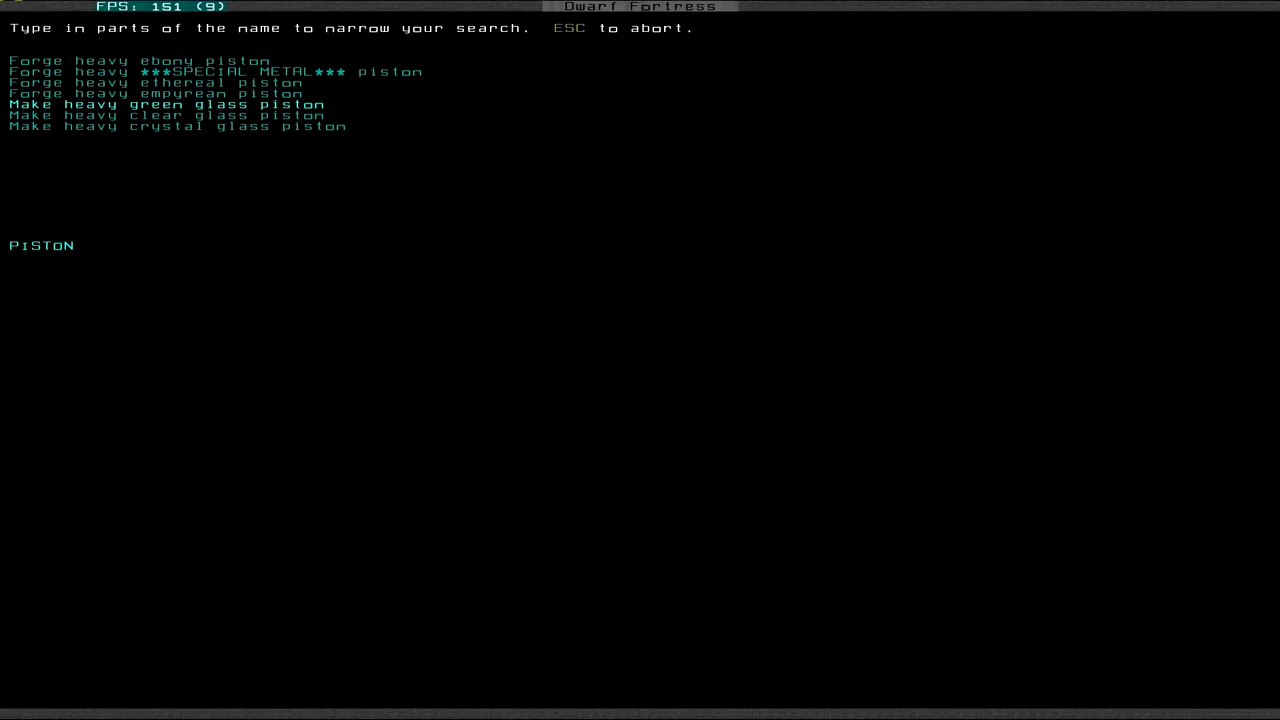 FPS: 151 (9)
Dwarf Fortress
Type in parts of the name to narrow your search. ESC to abort.
Forge heavy ebony piston
Forge heavy ***SPECIAL METAL*** piston
Forge heavy ethereal piston
Forge heavy empyrean piston
Make heavy green glass piston
Make heavy clear glass piston
Make heavy crystal glass piston
PISTON